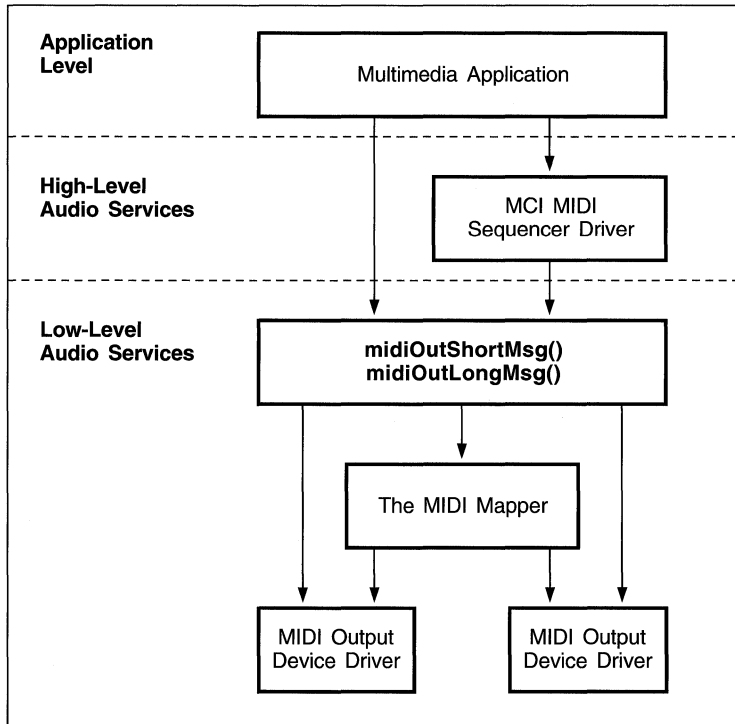 Application
Level
Multimedia Application
High-Level
Audio Services
MCI MIDI
Sequencer Driver
Low-Level
Audio Services
midiOutShortMsg()
midiOutLongMsg()
The MIDI Mapper
MIDI Output
Device Driver
MIDI Output
Device Driver